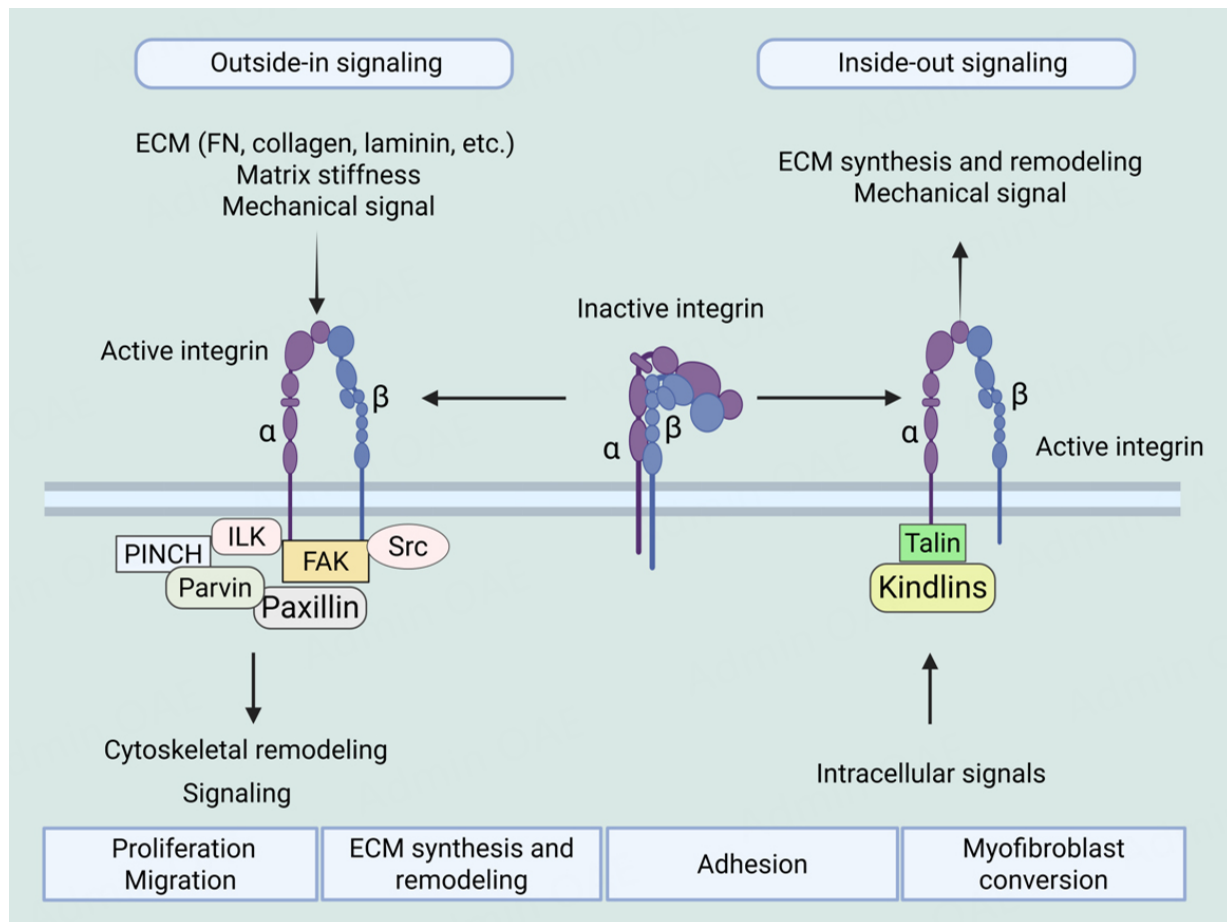 Outside-in signaling
Inside-out signaling
ECM (FN, collagen, laminin, etc.)
Matrix stiffness
Mechanical signal
ECM synthesis and remodeling
Mechanical signal
Active integrin
Inactive integrin
α
β
α
β
α
β
Active integrin
PINCH
ILK
FAK
Src
Parvin
Paxillin
Talin
Kindlins
Cytoskeletal remodeling
Signaling
Intracellular signals
Proliferation
Migration
ECM synthesis and
remodeling
Adhesion
Myofibroblast
conversion